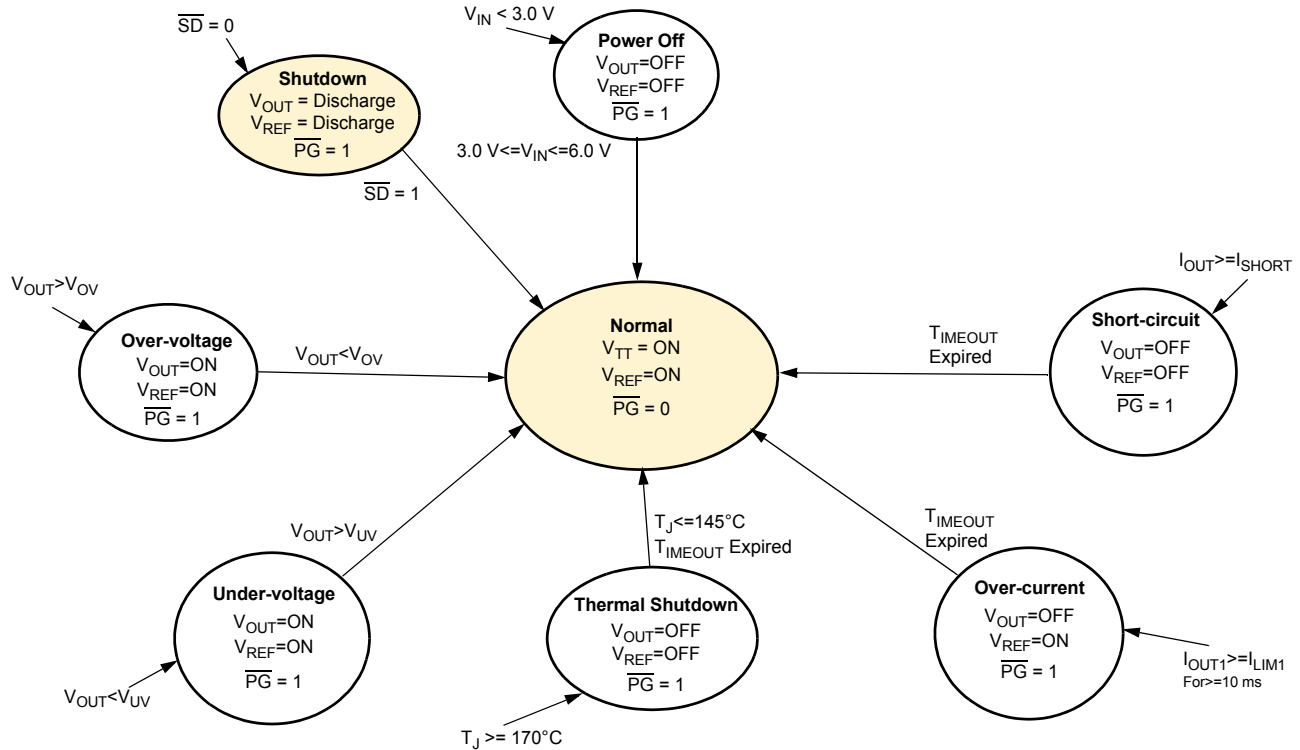 SD = 0
Shutdown
VOUT = Discharge
VREF = Discharge
PG = 1
SD = 1
VIN < 3.0 V
Power Off
VOUT=OFF
VREF=OFF
PG = 1
3.0 V<=VIN<=6.0 V
VOUT>VOV
Over-voltage
VOUT=ON
VREF=ON
PG = 1
VOUT<VOV
Normal
VTT = ON
VREF=ON
PG = 0
IOUT>=ISHORT
Short-circuit
VOUT=OFF
VREF=OFF
PG = 1
TIMEOUT
Expired
VOUT>VUV
Under-voltage
VOUT=ON
VREF=ON
PG = 1
VOUT<VUV
TJ<=145°C
TIMEOUT Expired
Thermal Shutdown
VOUT=OFF
VREF=OFF
PG = 1
TJ >= 170°C
TIMEOUT
Expired
Over-current
VOUT=OFF
VREF=ON
PG = 1
IOUT1>=ILIM1
For>=10 ms